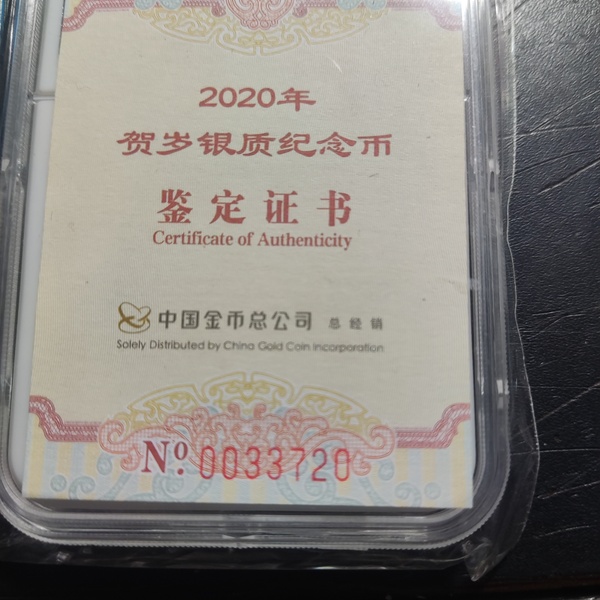 2020年
贺岁银质纪念币
鉴定证书
Certificate of Authenticity
中国金币总公司 总经销
Solely Distributed by China Gold Coin Incorporation
Nº. 0033720